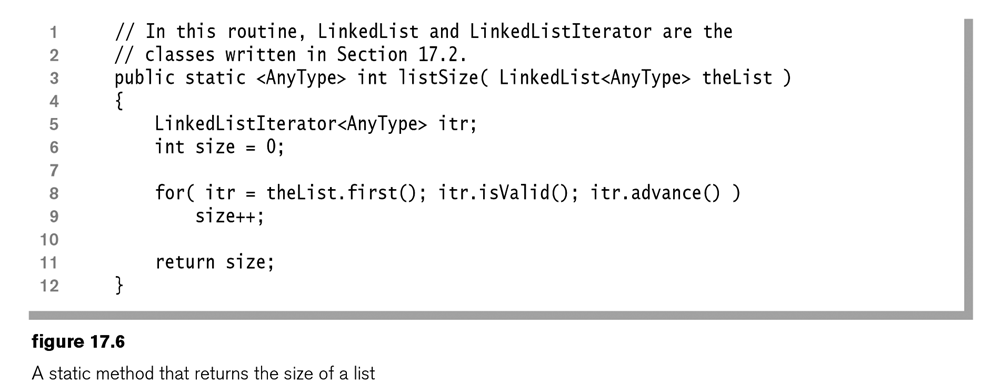 1 // In this routine, LinkedList and LinkedListIterator are the
2 // classes written in Section 17.2.
3 public static <AnyType> int listSize( LinkedList<AnyType> theList )
4 {
5     LinkedListIterator<AnyType> itr;
6     int size = 0;
7
8     for( itr = theList.first(); itr.isValid(); itr.advance() )
9         size++;
10
11     return size;
12 }
figure 17.6
A static method that returns the size of a list